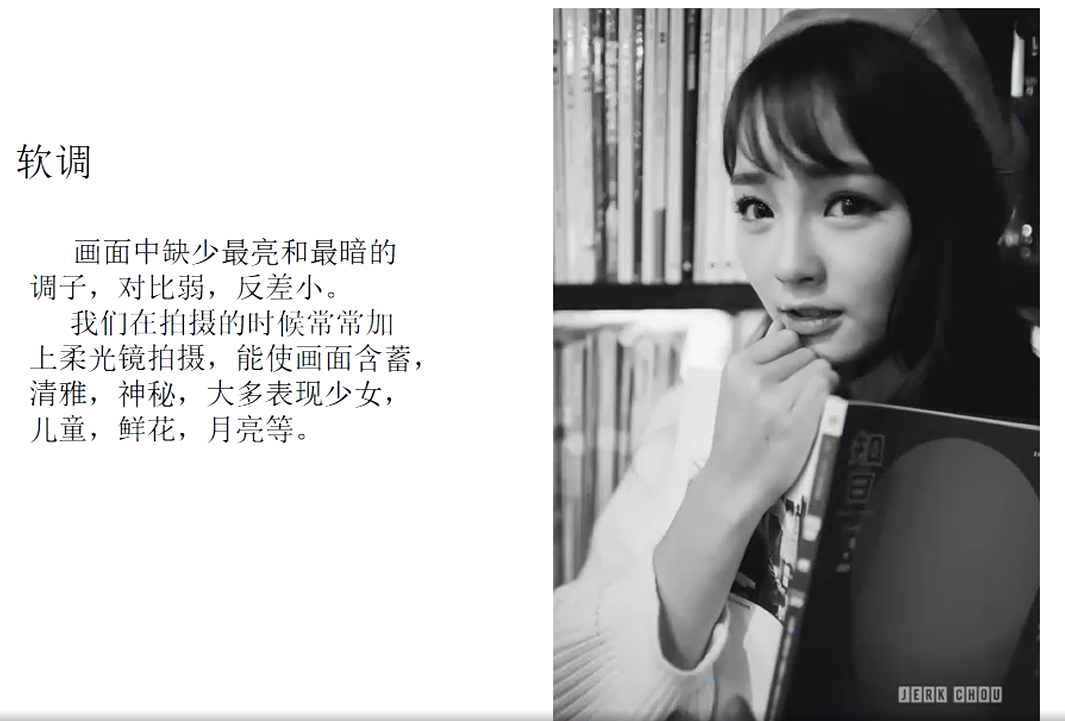 软调
画面中缺少最亮和最暗的
调子，对比弱，反差小。
我们在拍摄的时候常常加
上柔光镜拍摄，能使画面含蓄，
清雅，神秘，大多表现少女，
儿童，鲜花，月亮等。
知日
JERK CHOU